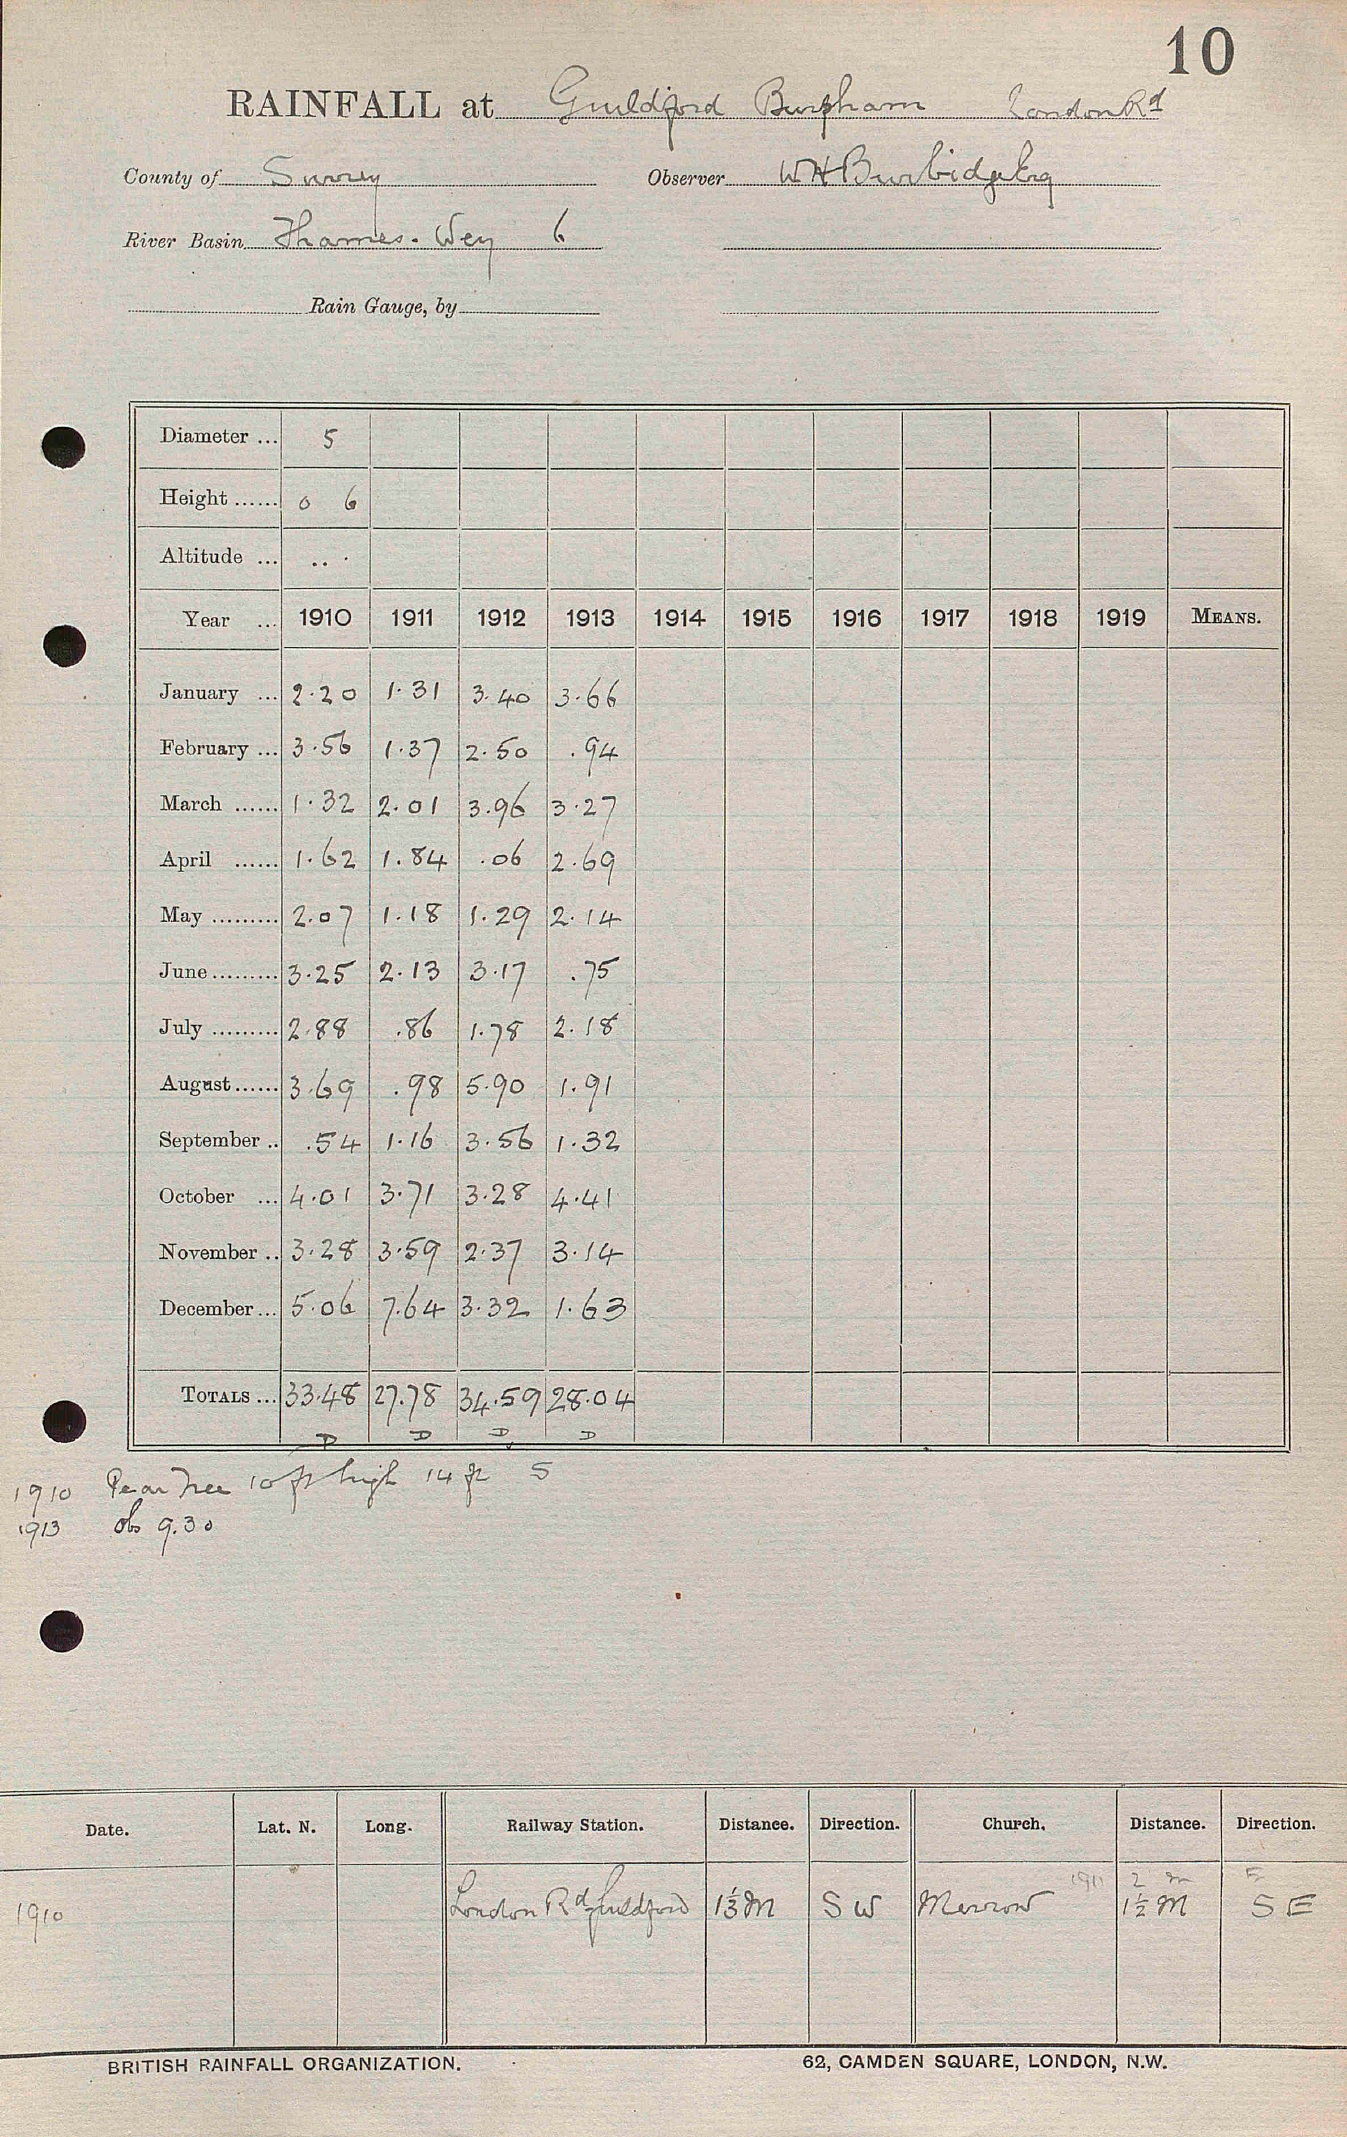 10
RAINFALL at Guildford Burpham London Rd
County of Surrey Observer W H Burbidge Esq
River Basin Thames. Wey 6
Rain Gauge, by
Diameter ... 5
Height ...... 0 6
Altitude ... .. .
Year ... 1910 1911 1912 1913 1914 1915 1916 1917 1918 1919 MEANS.
January ... 2.20 1.31 3.40 3.66
February ... 3.56 1.37 2.50 .94
March ...... 1.32 2.01 3.96 3.27
April ...... 1.62 1.84 .06 2.69
May ......... 2.07 1.18 1.29 2.14
June ......... 3.25 2.13 3.17 .75
July ......... 2.88 .86 1.78 2.18
August ...... 3.69 .98 5.90 1.91
September .. .54 1.16 3.56 1.32
October ... 4.01 3.71 3.28 4.41
November .. 3.28 3.59 2.37 3.14
December ... 5.06 7.64 3.32 1.63
TOTALS ... 33.48 27.78 34.59 28.04
D D D D
1910 Pear Tree 10 ft high 14 ft S
1913 obs 9.30
Date. Lat. N. Long. Railway Station. Distance. Direction. Church. Distance. Direction.
1911 2 m E
1910 London Rd Guildford 1⅓ M S W Merrow 1½ M S E
BRITISH RAINFALL ORGANIZATION. 62, CAMDEN SQUARE, LONDON, N.W.